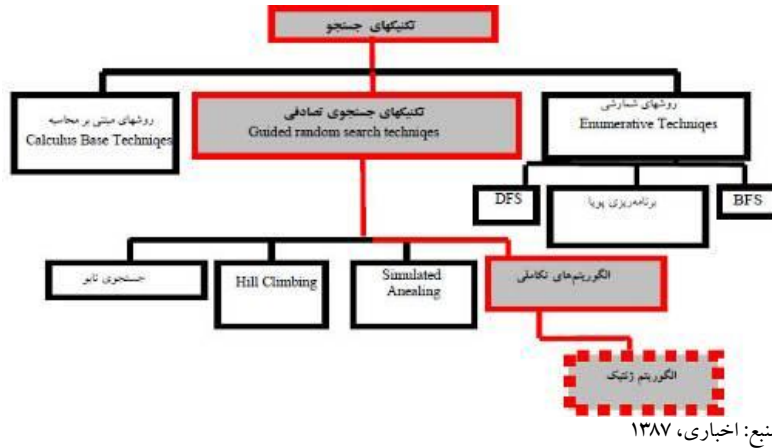 تکنیکهای جستجو
روشهای مبتنی بر محاسبه
Calculus Base Techniqes
تکنیکهای جستجوی تصادفی
Guided random search techniqes
روشهای شمارشی
Enumerative Techniqes
DFS
برنامه‌ریزی پویا
BFS
جستجوی تابو
Hill Climbing
Simulated
Anealing
الگوریتم‌های تکاملی
الگوریتم ژنتیک
منبع: اخباری، ۱۳۸۷